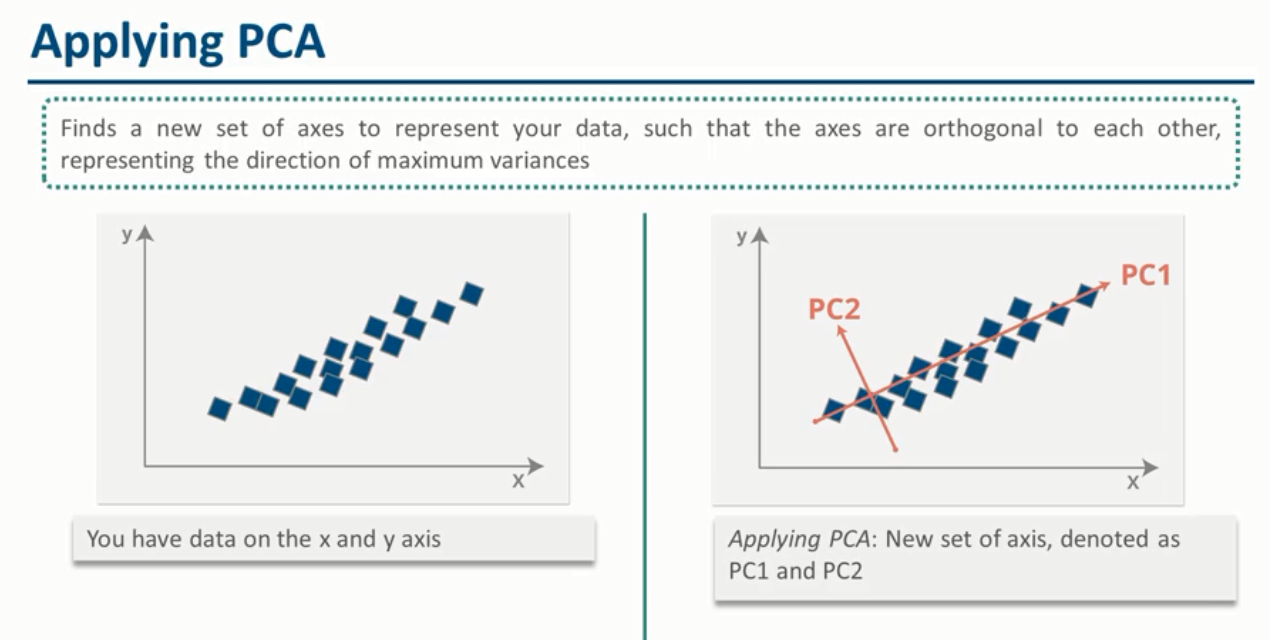 Applying PCA
Finds a new set of axes to represent your data, such that the axes are orthogonal to each other,
representing the direction of maximum variances
y
x
You have data on the x and y axis
y
PC1
PC2
x
Applying PCA: New set of axis, denoted as
PC1 and PC2